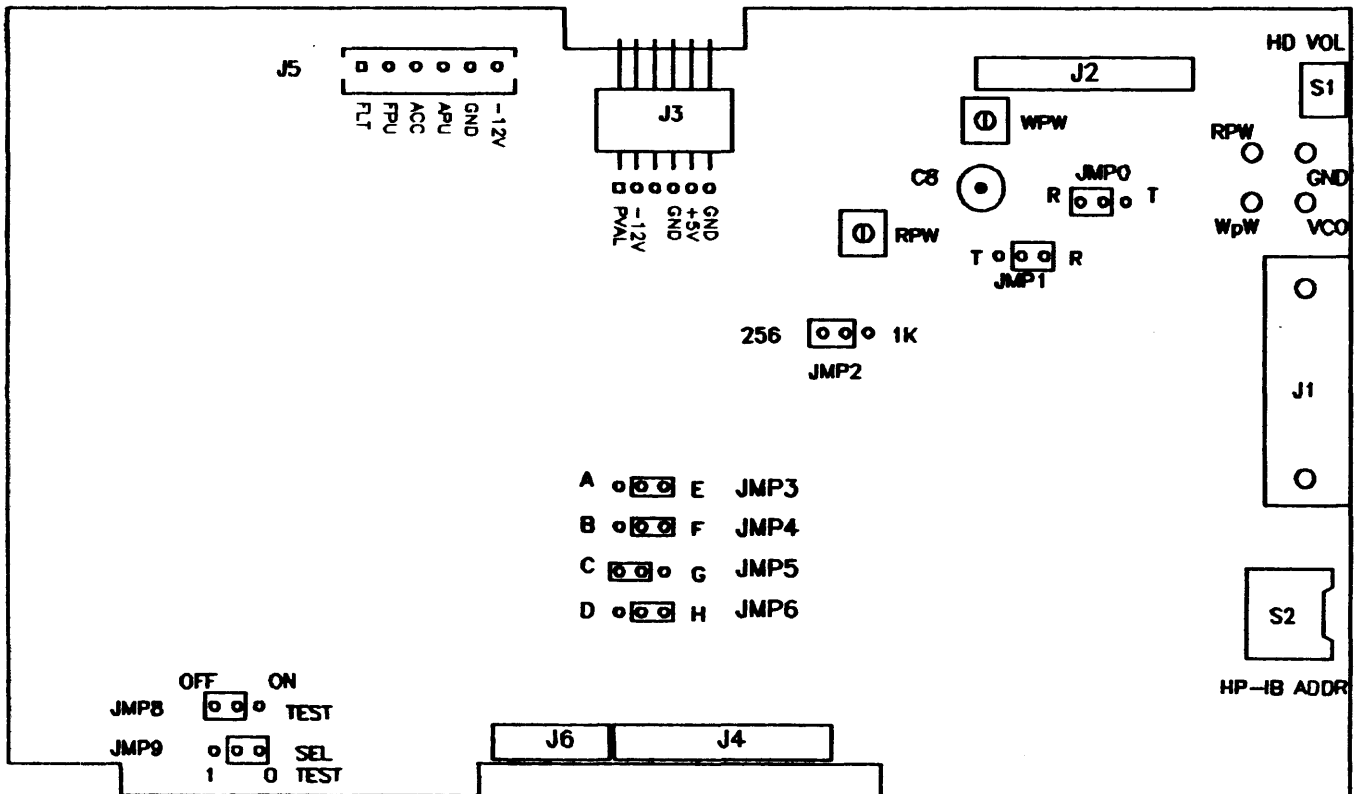 HD VOL
J5
J2
S1
FLT
FPU
ACC
APU
GND
-12V
J3
WPW
RPW
C8
JMP0
R T
GND
PVAL
-12V
GND
+5V
GND
RPW
WpW
VCO
T R
JMP1
256 1K
JMP2
J1
A E JMP3
B F JMP4
C G JMP5
D H JMP6
S2
HP-IB ADDR
OFF ON
JMP8 TEST
JMP9 SEL
1 0 TEST
J6
J4